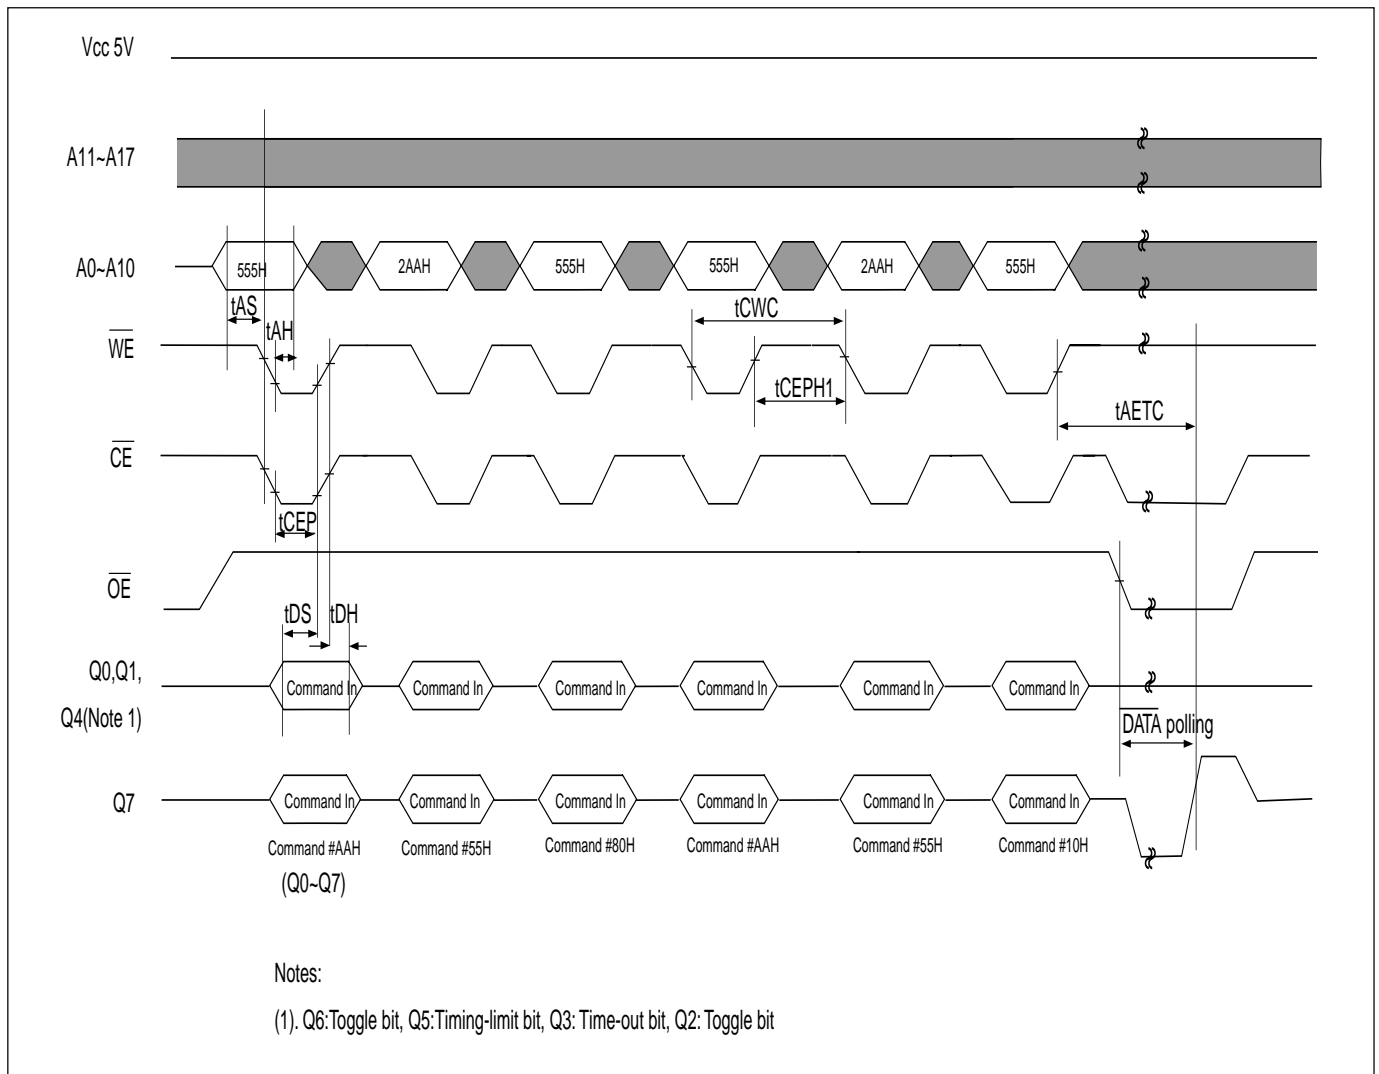 Vcc 5V
A11~A17
A0~A10
555H
2AAH
555H
555H
2AAH
555H
tAS
tAH
tCWC
WE
tCEPH1
tAETC
CE
tCEP
OE
tDS
tDH
Q0,Q1,
Q4(Note 1)
Command In
Command In
Command In
Command In
Command In
Command In
DATA polling
Q7
Command In
Command In
Command In
Command In
Command In
Command In
Command #AAH
Command #55H
Command #80H
Command #AAH
Command #55H
Command #10H
(Q0~Q7)
Notes:
(1). Q6:Toggle bit, Q5:Timing-limit bit, Q3: Time-out bit, Q2: Toggle bit